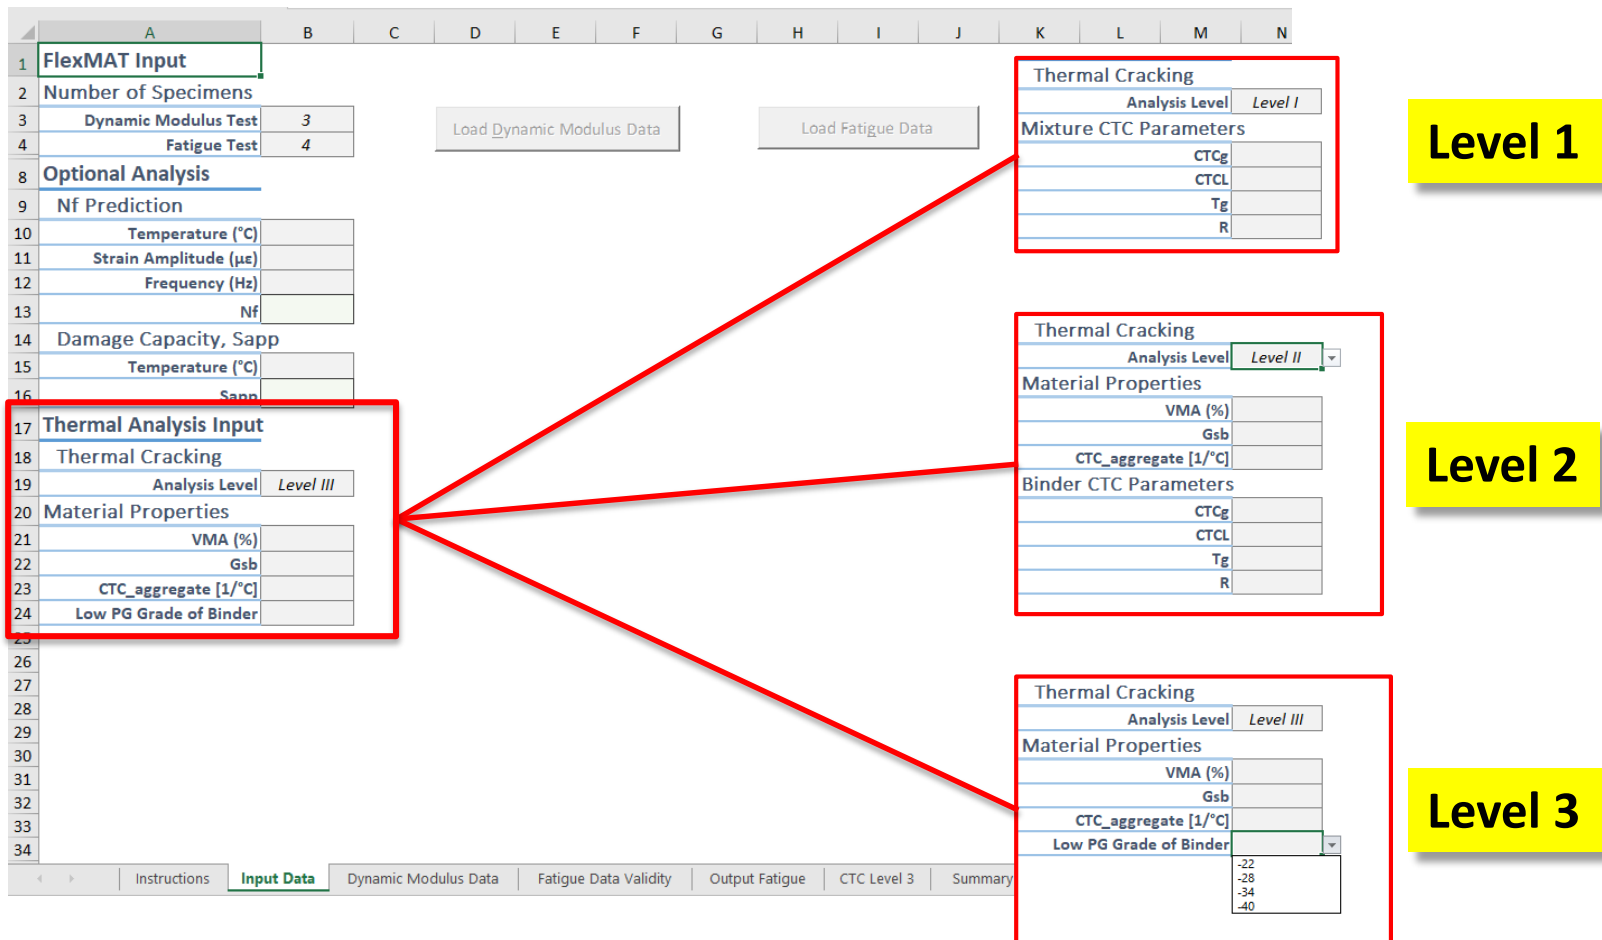 A B C D E F G H I J K L M N
1 FlexMAT Input
2 Number of Specimens
3 Dynamic Modulus Test 3
4 Fatigue Test 4
8 Optional Analysis
9 Nf Prediction
10 Temperature (°C)
11 Strain Amplitude (µε)
12 Frequency (Hz)
13 Nf
14 Damage Capacity, Sapp
15 Temperature (°C)
16 Sapp
17 Thermal Analysis Input
18 Thermal Cracking
19 Analysis Level Level III
20 Material Properties
21 VMA (%)
22 Gsb
23 CTC_aggregate [1/°C]
24 Low PG Grade of Binder
25
26
27
28
29
30
31
32
33
34
Load Dynamic Modulus Data
Load Fatigue Data
Thermal Cracking
Analysis Level Level I
Mixture CTC Parameters
CTCg
CTCL
Tg
R
Level 1
Thermal Cracking
Analysis Level Level II
Material Properties
VMA (%)
Gsb
CTC_aggregate [1/°C]
Binder CTC Parameters
CTCg
CTCL
Tg
R
Level 2
Thermal Cracking
Analysis Level Level III
Material Properties
VMA (%)
Gsb
CTC_aggregate [1/°C]
Low PG Grade of Binder
-22
-28
-34
-40
Level 3
Instructions Input Data Dynamic Modulus Data Fatigue Data Validity Output Fatigue CTC Level 3 Summary